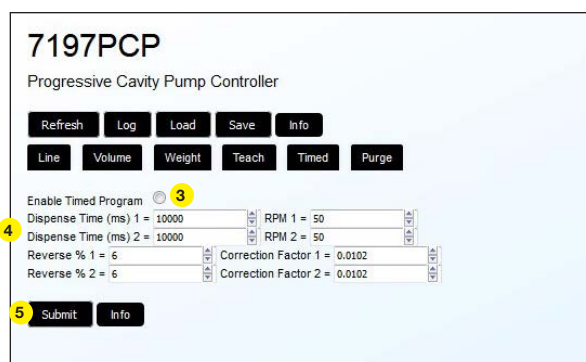 7197PCP
Progressive Cavity Pump Controller
Refresh Log Load Save Info
Line Volume Weight Teach Timed Purge
Enable Timed Program 3
Dispense Time (ms) 1 = 10000 RPM 1 = 50
4
Dispense Time (ms) 2 = 10000 RPM 2 = 50
Reverse % 1 = 6 Correction Factor 1 = 0.0102
Reverse % 2 = 6 Correction Factor 2 = 0.0102
5 Submit Info